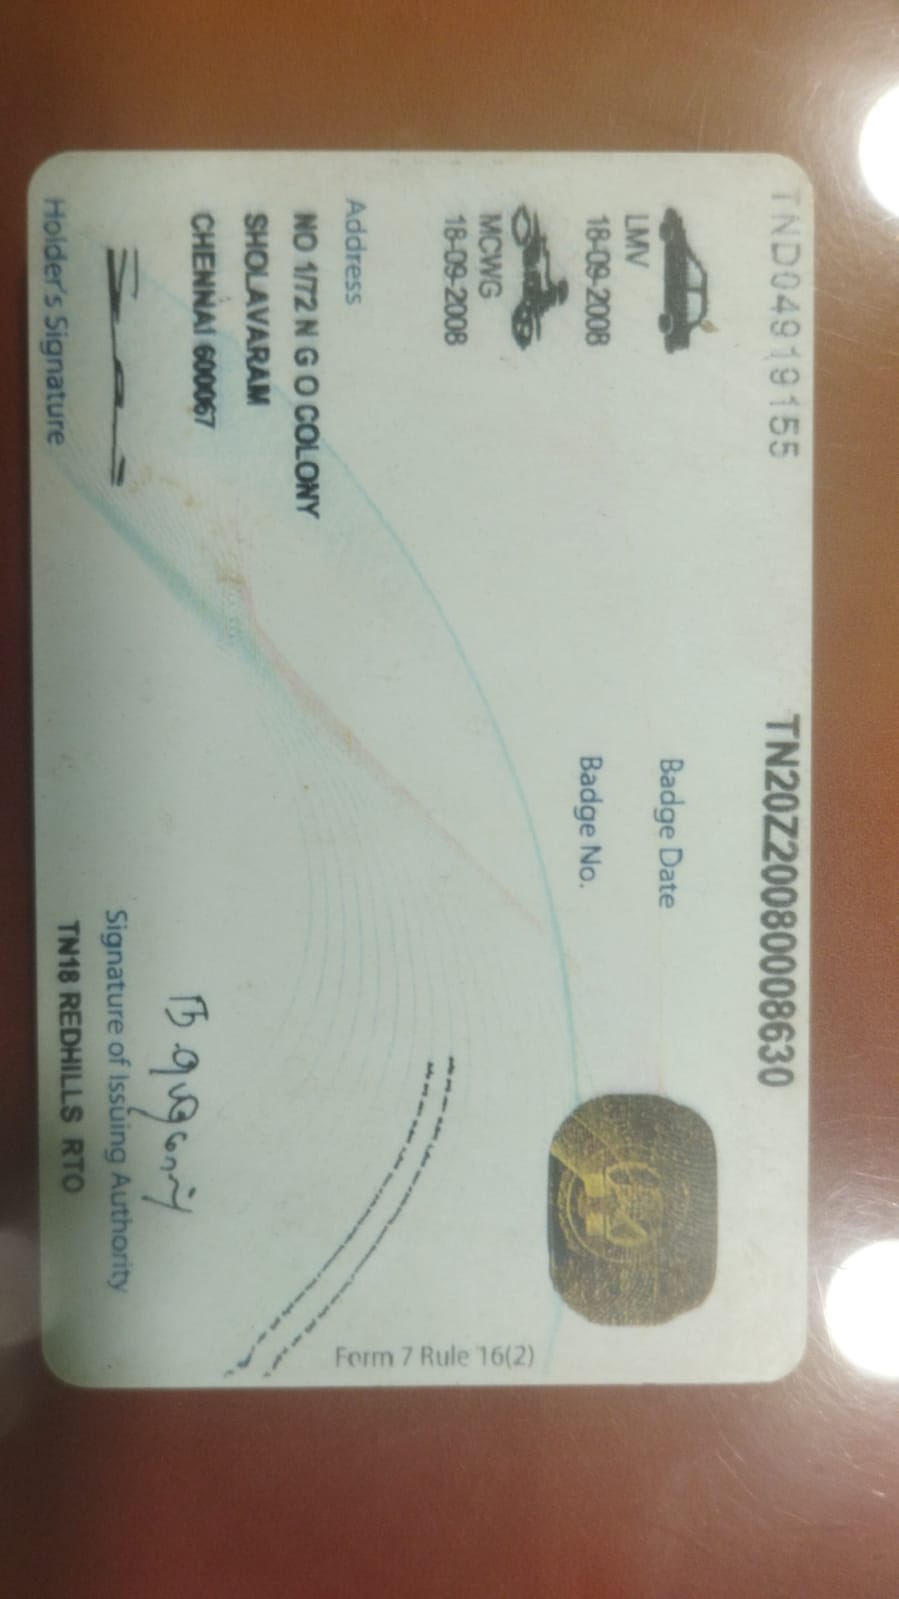 TND04919155 TN20Z20080008630
LMV
18-09-2008
Badge Date
Badge No.
MCWG
18-09-2008
Address
NO 1/72 N G O COLONY
SHOLAVARAM
CHENNAI 600067
Holder's Signature
Signature of Issuing Authority
TN18 REDHILLS RTO
Form 7 Rule 16(2)